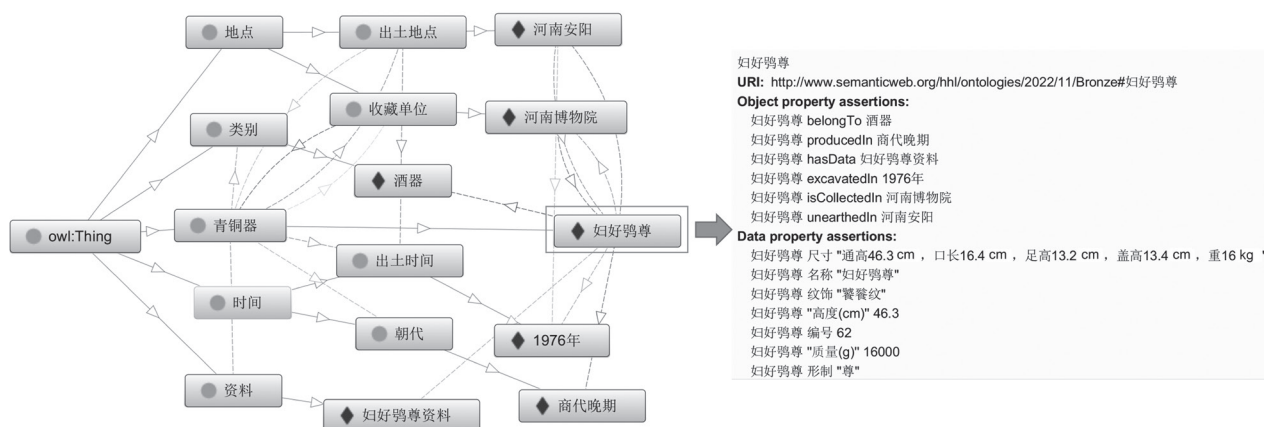 地点
出土地点
河南安阳
收藏单位
河南博物院
类别
酒器
青铜器
妇好鸮尊
owl:Thing
出土时间
时间
朝代
1976年
资料
妇好鸮尊资料
商代晚期
妇好鸮尊
URI: http://www.semanticweb.org/hhl/ontologies/2022/11/Bronze#妇好鸮尊
Object property assertions:
妇好鸮尊 belongTo 酒器
妇好鸮尊 producedIn 商代晚期
妇好鸮尊 hasData 妇好鸮尊资料
妇好鸮尊 excavatedIn 1976年
妇好鸮尊 isCollectedIn 河南博物院
妇好鸮尊 unearthedIn 河南安阳
Data property assertions:
妇好鸮尊 尺寸 "通高46.3 cm ，口长16.4 cm ，足高13.2 cm ，盖高13.4 cm ，重16 kg "
妇好鸮尊 名称 "妇好鸮尊"
妇好鸮尊 纹饰 "饕餮纹"
妇好鸮尊 "高度(cm)" 46.3
妇好鸮尊 编号 62
妇好鸮尊 "质量(g)" 16000
妇好鸮尊 形制 "尊"